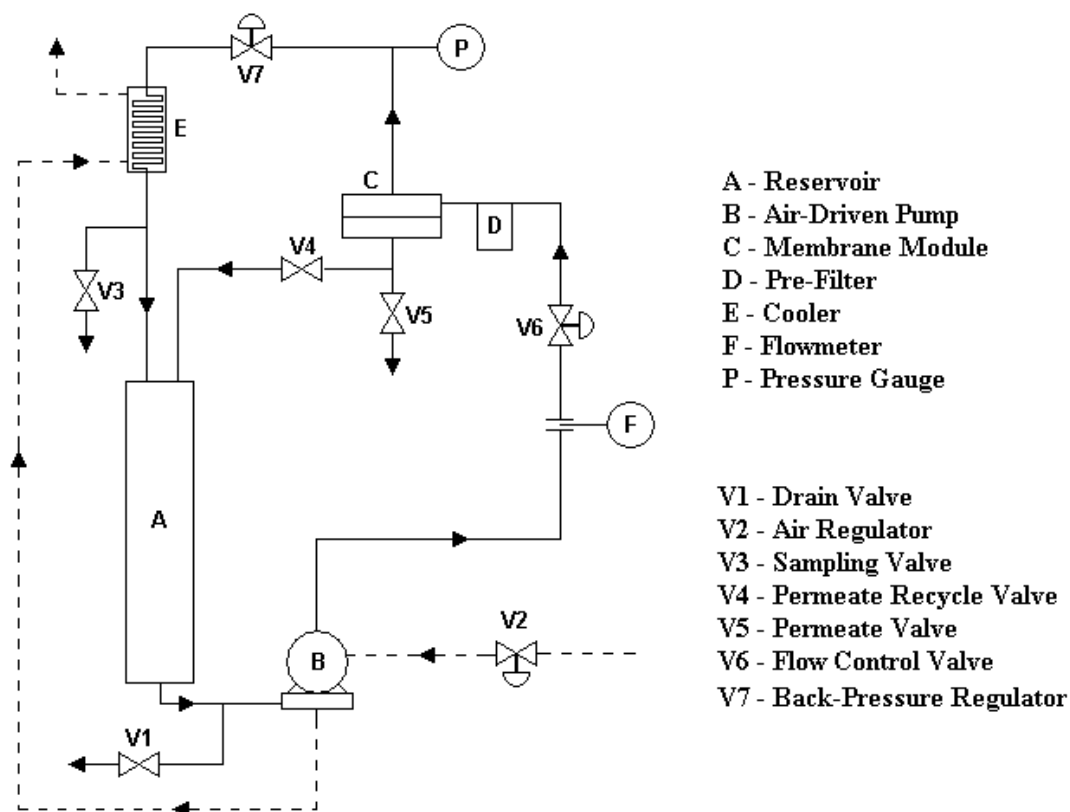 P
V7
E
C
D
V4
V3
V5
V6
F
A
V2
B
V1
A - Reservoir
B - Air-Driven Pump
C - Membrane Module
D - Pre-Filter
E - Cooler
F - Flowmeter
P - Pressure Gauge
V1 - Drain Valve
V2 - Air Regulator
V3 - Sampling Valve
V4 - Permeate Recycle Valve
V5 - Permeate Valve
V6 - Flow Control Valve
V7 - Back-Pressure Regulator